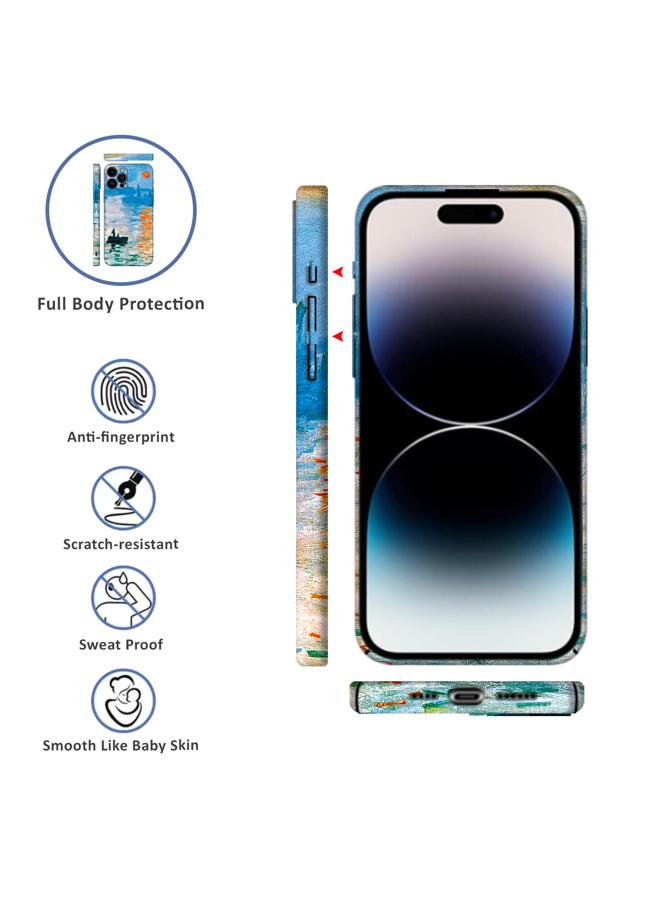 Full Body Protection
Anti-fingerprint
Scratch-resistant
Sweat Proof
Smooth Like Baby Skin